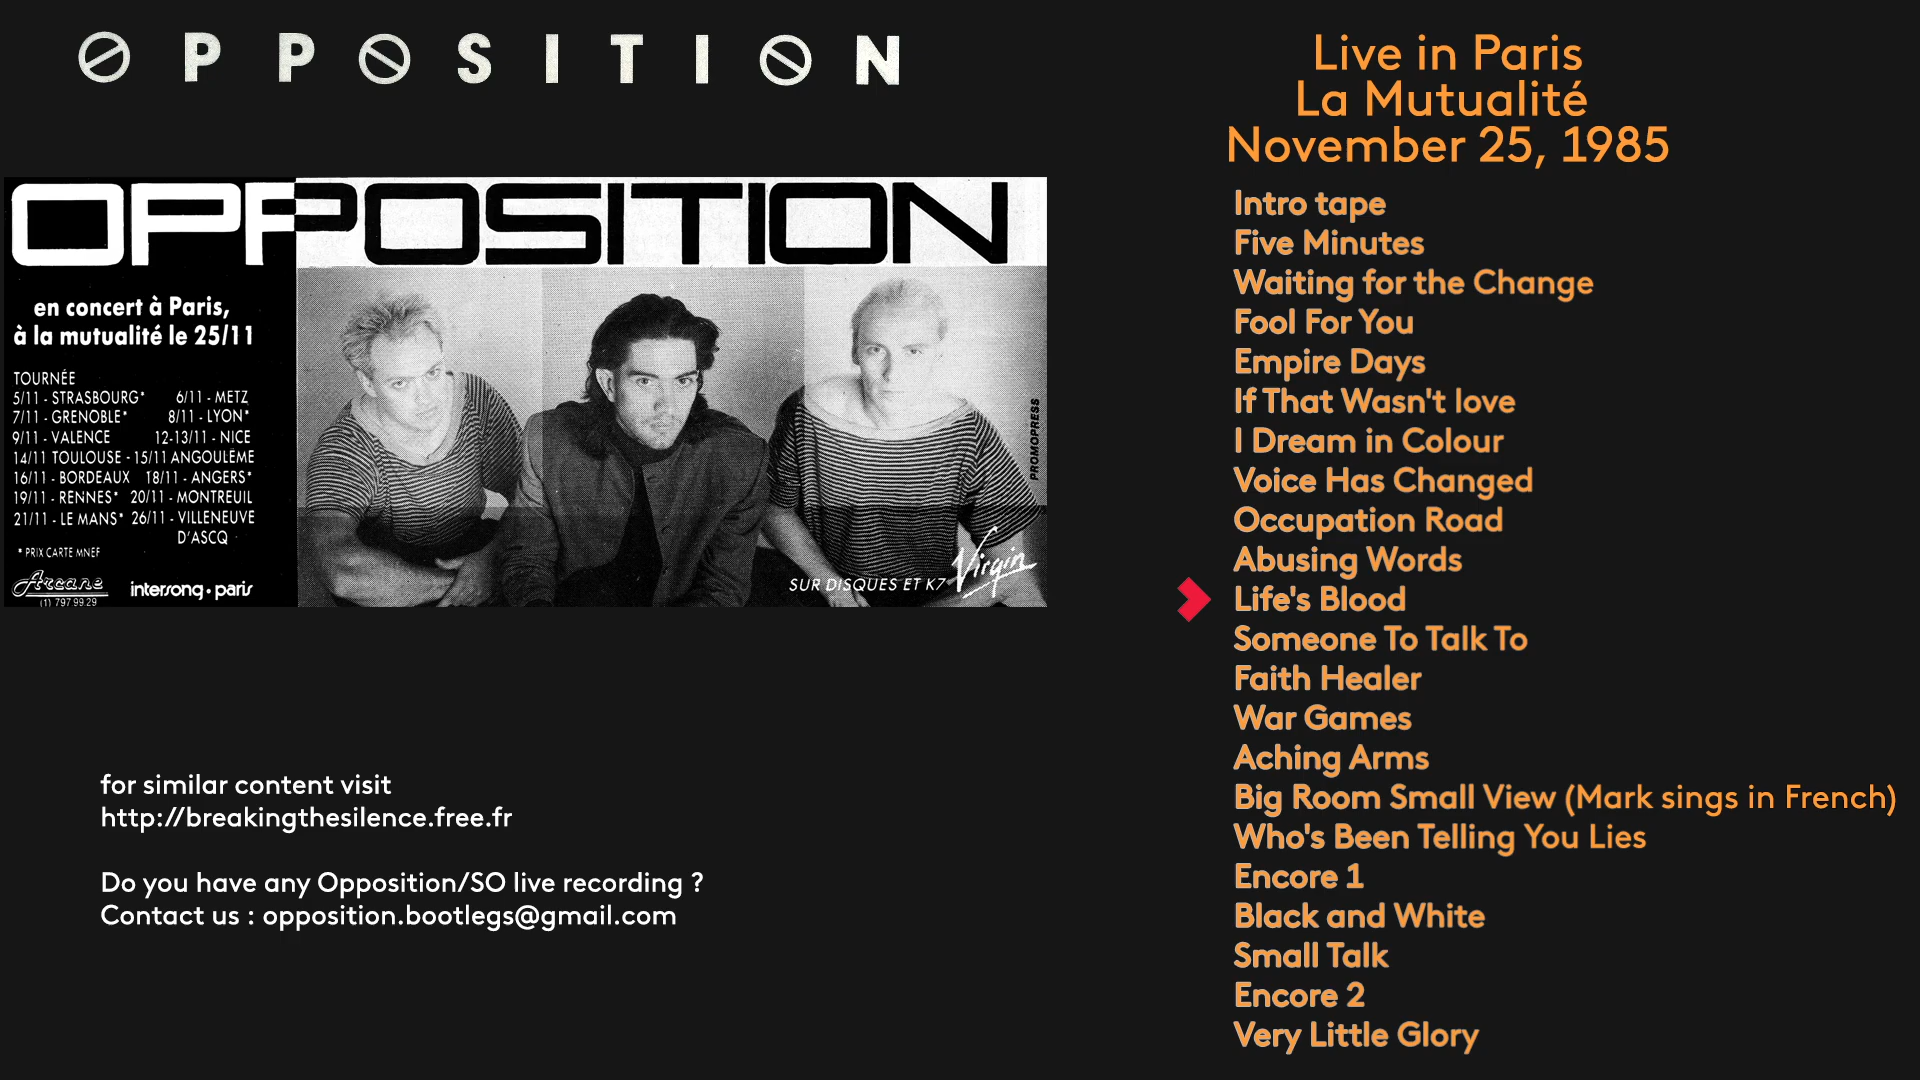 OPPOSITION
OPPOSITION
en concert à Paris,
à la mutualité le 25/11
TOURNÉE
5/11 - STRASBOURG* 6/11 - METZ
7/11 - GRENOBLE* 8/11 - LYON*
9/11 - VALENCE 12-13/11 - NICE
14/11 TOULOUSE - 15/11 ANGOULÈME
16/11 - BORDEAUX 18/11 - ANGERS*
19/11 - RENNES* 20/11 - MONTREUIL
21/11 - LE MANS* 26/11 - VILLENEUVE
D'ASCQ
* PRIX CARTE MNEF
Arcane
(1) 797 99.29
intersong • paris
PROMOPRESS
SUR DISQUES ET K7 Virgin
for similar content visit
http://breakingthesilence.free.fr
Do you have any Opposition/SO live recording ?
Contact us : opposition.bootlegs@gmail.com
Live in Paris
La Mutualité
November 25, 1985
Intro tape
Five Minutes
Waiting for the Change
Fool For You
Empire Days
If That Wasn't love
I Dream in Colour
Voice Has Changed
Occupation Road
Abusing Words
Life's Blood
Someone To Talk To
Faith Healer
War Games
Aching Arms
Big Room Small View (Mark sings in French)
Who's Been Telling You Lies
Encore 1
Black and White
Small Talk
Encore 2
Very Little Glory